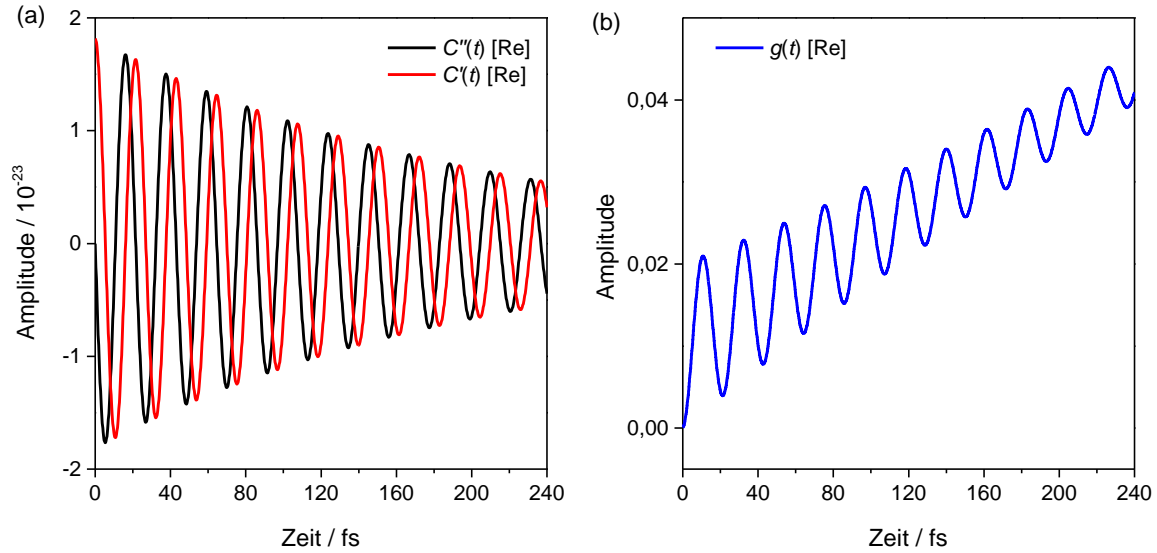 (a)
C''(t) [Re]
C'(t) [Re]
Amplitude / 10⁻²³
2
1
0
-1
-2
0 40 80 120 160 200 240
Zeit / fs
(b)
g(t) [Re]
Amplitude
0,04
0,02
0,00
0 40 80 120 160 200 240
Zeit / fs